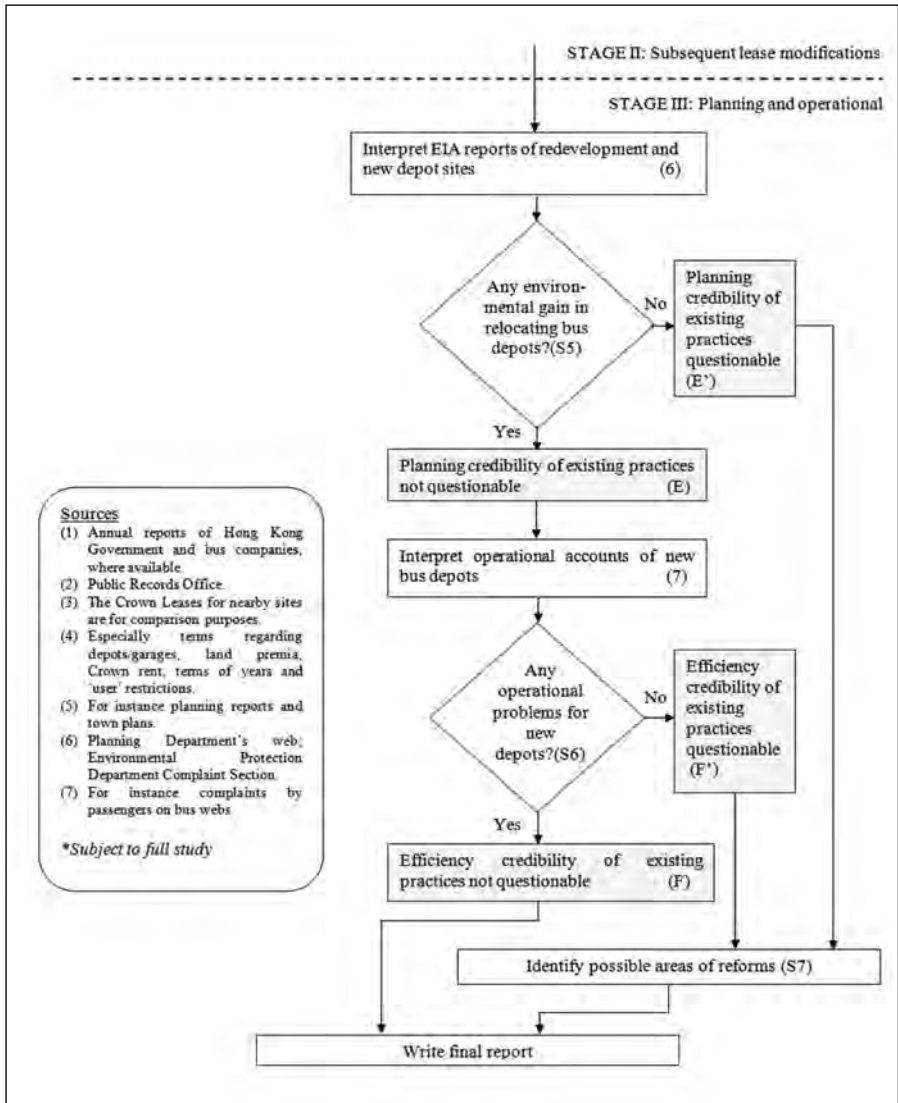 STAGE II: Subsequent lease modifications
STAGE III: Planning and operational
Interpret EIA reports of redevelopment and
new depot sites (6)
Any environ-
mental gain in
relocating bus
depots?(S5)
No
Planning
credibility of
existing
practices
questionable
(E’)
Yes
Planning credibility of existing practices
not questionable (E)
Interpret operational accounts of new
bus depots (7)
Any
operational
problems for
new
depots?(S6)
No
Efficiency
credibility of
existing
practices
questionable
(F’)
Yes
Efficiency credibility of existing
practices not questionable (F)
Identify possible areas of reforms (S7)
Write final report
Sources
(1) Annual reports of Hong Kong
Government and bus companies,
where available.
(2) Public Records Office.
(3) The Crown Leases for nearby sites
are for comparison purposes.
(4) Especially terms regarding
depots/garages, land premia,
Crown rent, terms of years and
‘user’ restrictions.
(5) For instance planning reports and
town plans.
(6) Planning Department’s web;
Environmental Protection
Department Complaint Section.
(7) For instance complaints by
passengers on bus webs
*Subject to full study